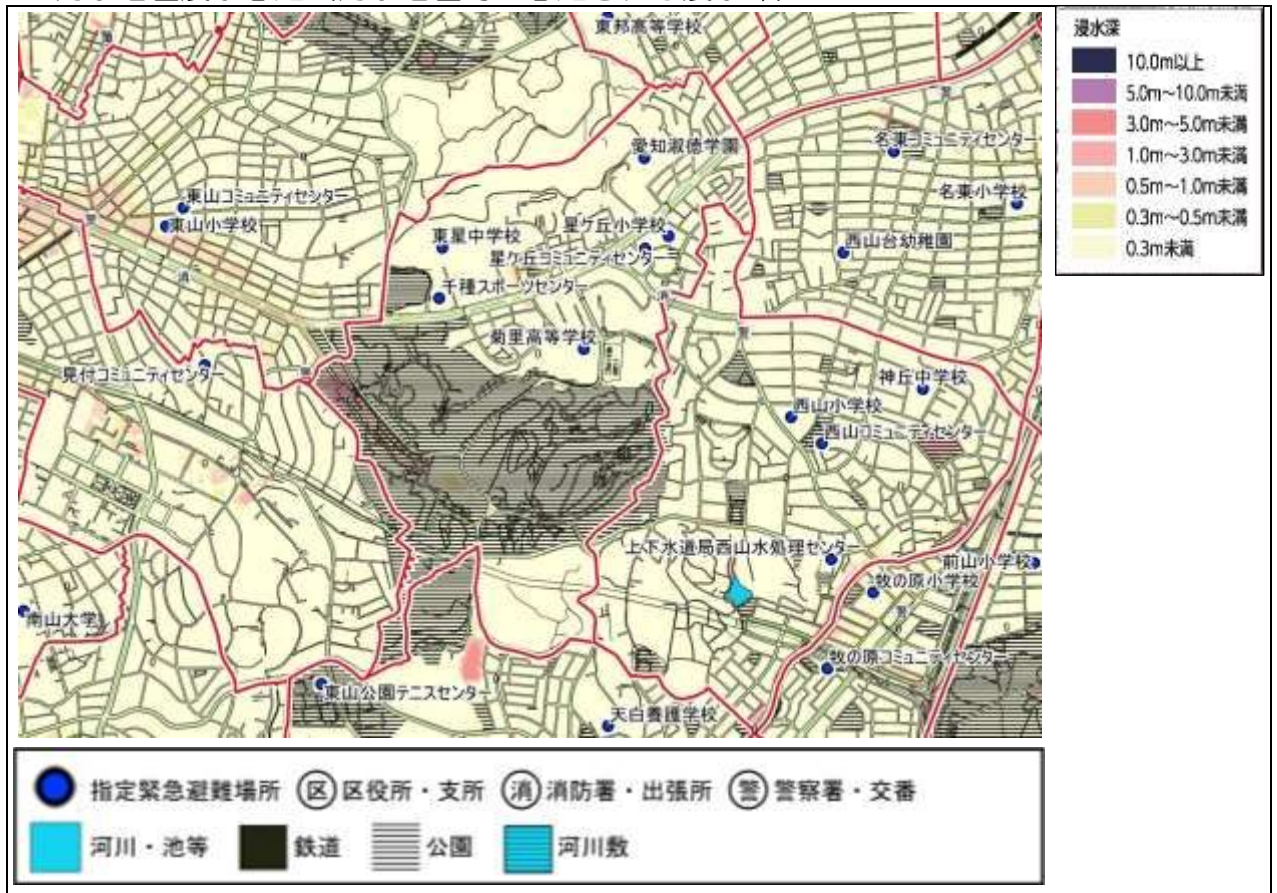 東邦高等学校
浸水深
10.0m以上
5.0m～10.0m未満
3.0m～5.0m未満
1.0m～3.0m未満
0.5m～1.0m未満
0.3m～0.5m未満
0.3m未満
愛知淑徳学園
名東コミュニティセンター
東山コミュニティセンター
名東小学校
東山小学校
東星中学校
星ケ丘小学校
西山台幼稚園
星ケ丘コミュニティセンター
千種スポーツセンター
消
消
菊里高等学校
見付コミュニティセンター
神丘中学校
西山小学校
西山コミュニティセンター
上下水道局西山水処理センター
前山小学校
牧の原小学校
南山大学
牧の原コミュニティセンター
東山公園テニスセンター
天白養護学校
指定緊急避難場所 区 区役所・支所 消 消防署・出張所 警 警察署・交番
河川・池等 鉄道 公園 河川敷